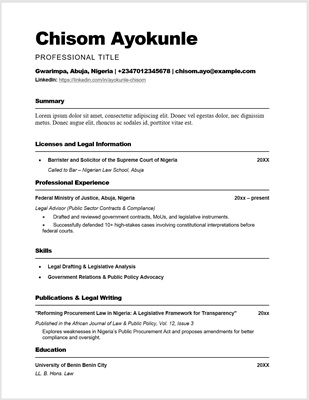 Chisom Ayokunle
PROFESSIONAL TITLE
Gwarimpa, Abuja, Nigeria | +2347012345678 | chisom.ayo@example.com
LinkedIn: https://linkedin.com/in/ayokunle-chisom
Summary
Lorem ipsum dolor sit amet, consectetur adipiscing elit. Donec vel egestas dolor, nec dignissim
metus. Donec augue elit, rhoncus ac sodales id, porttitor vitae est.
Licenses and Legal Information
• Barrister and Solicitor of the Supreme Court of Nigeria 20XX
Called to Bar – Nigerian Law School, Abuja
Professional Experience
Federal Ministry of Justice, Abuja, Nigeria 20xx – present
Legal Advisor (Public Sector Contracts & Compliance)
• Drafted and reviewed government contracts, MoUs, and legislative instruments.
• Successfully defended 10+ high-stakes cases involving constitutional interpretations before
federal courts.
Skills
• Legal Drafting & Legislative Analysis
• Government Relations & Public Policy Advocacy
Publications & Legal Writing
"Reforming Procurement Law in Nigeria: A Legislative Framework for Transparency" 20xx
Published in the African Journal of Law & Public Policy, Vol. 12, Issue 3
Explores weaknesses in Nigeria's Public Procurement Act and proposes amendments for better
compliance and oversight.
Education
University of Benin Benin City 20XX
LL. B. Hons. Law